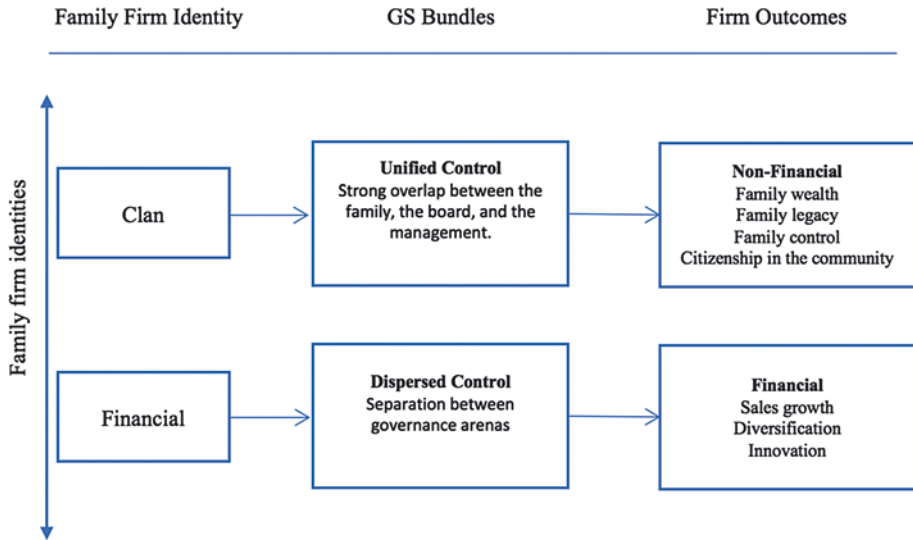 Family Firm Identity
GS Bundles
Firm Outcomes
Family firm identities
Clan
Unified Control
Strong overlap between the
family, the board, and the
management.
Non-Financial
Family wealth
Family legacy
Family control
Citizenship in the community
Financial
Dispersed Control
Separation between
governance arenas
Financial
Sales growth
Diversification
Innovation